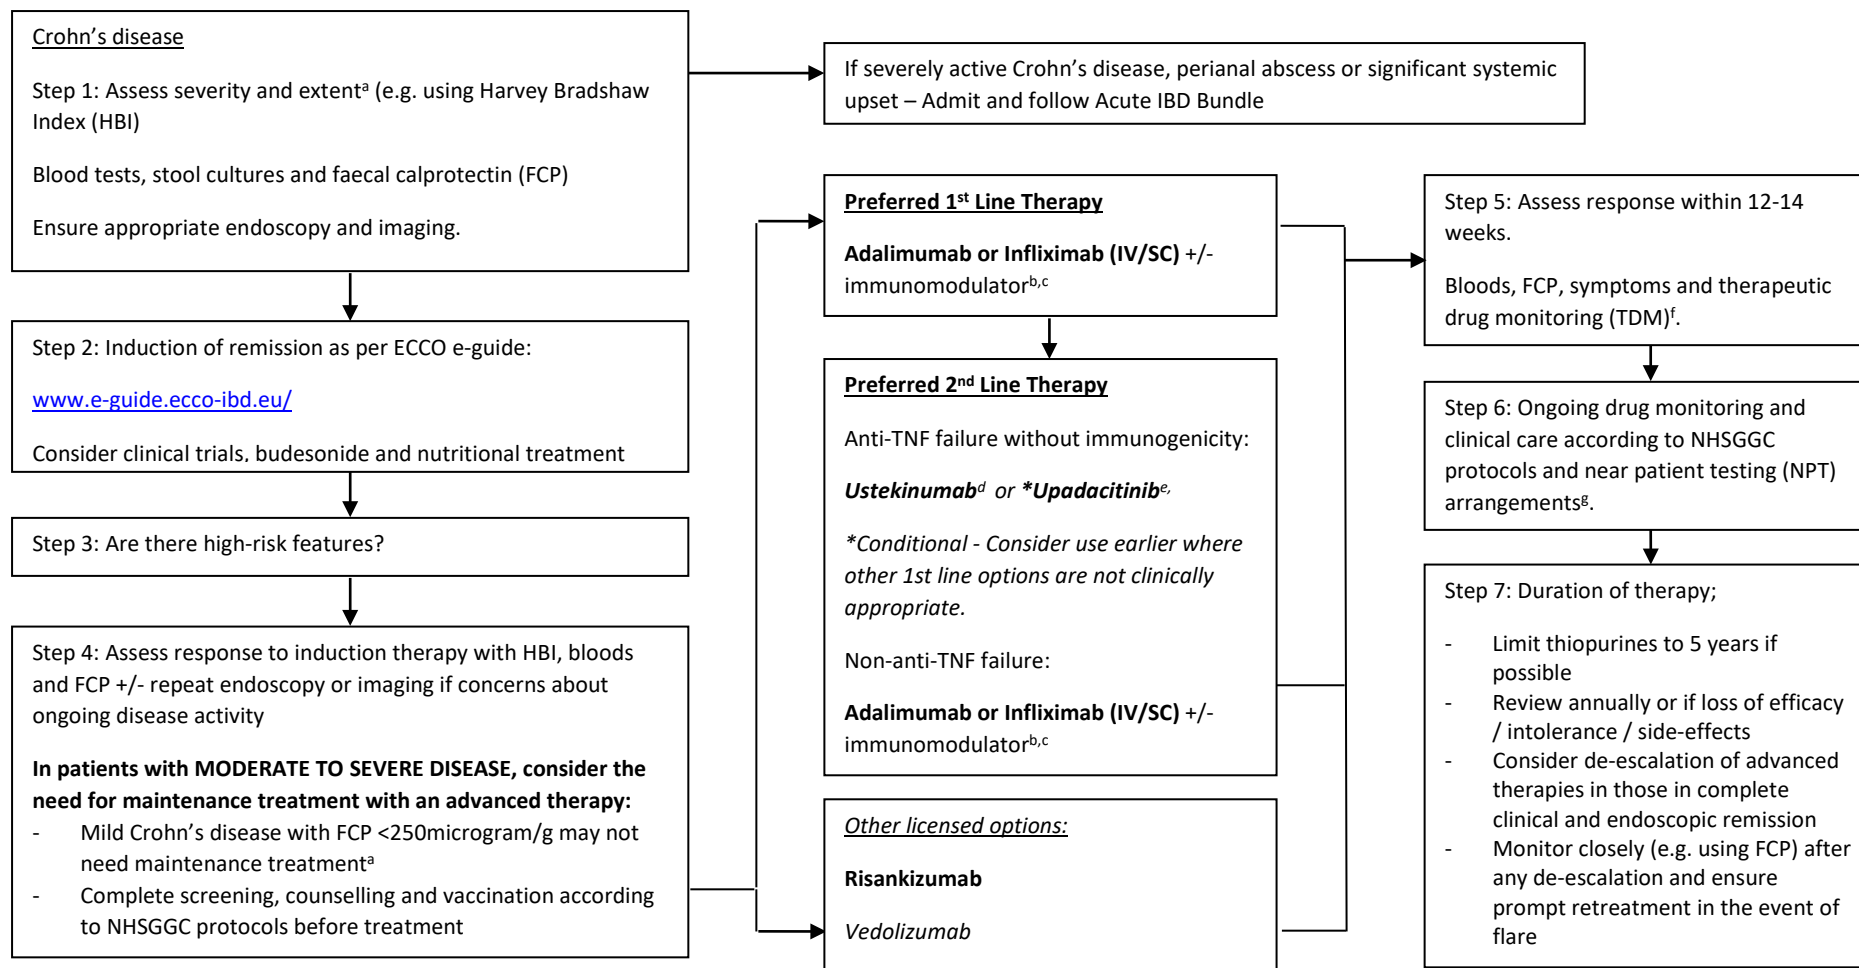 Crohn’s disease
Step 1: Assess severity and extentᵃ (e.g. using Harvey Bradshaw
Index (HBI)
Blood tests, stool cultures and faecal calprotectin (FCP)
Ensure appropriate endoscopy and imaging.
Step 2: Induction of remission as per ECCO e-guide:
www.e-guide.ecco-ibd.eu/
Consider clinical trials, budesonide and nutritional treatment
Step 3: Are there high-risk features?
Step 4: Assess response to induction therapy with HBI, bloods
and FCP +/- repeat endoscopy or imaging if concerns about
ongoing disease activity
In patients with MODERATE TO SEVERE DISEASE, consider the
need for maintenance treatment with an advanced therapy:
- Mild Crohn’s disease with FCP <250microgram/g may not
need maintenance treatmentᵃ
- Complete screening, counselling and vaccination according
to NHSGGC protocols before treatment
If severely active Crohn’s disease, perianal abscess or significant systemic
upset – Admit and follow Acute IBD Bundle
Preferred 1ˢᵗ Line Therapy
Adalimumab or Infliximab (IV/SC) +/-
immunomodulatorᵇ,ᶜ
Preferred 2ⁿᵈ Line Therapy
Anti-TNF failure without immunogenicity:
Ustekinumabᵈ or *Upadacitinibᵉ,
*Conditional - Consider use earlier where
other 1st line options are not clinically
appropriate.
Non-anti-TNF failure:
Adalimumab or Infliximab (IV/SC) +/-
immunomodulatorᵇ,ᶜ
Other licensed options:
Risankizumab
Vedolizumab
Step 5: Assess response within 12-14
weeks.
Bloods, FCP, symptoms and therapeutic
drug monitoring (TDM)ᶠ.
Step 6: Ongoing drug monitoring and
clinical care according to NHSGGC
protocols and near patient testing (NPT)
arrangementsᵍ.
Step 7: Duration of therapy;
- Limit thiopurines to 5 years if
possible
- Review annually or if loss of efficacy
/ intolerance / side-effects
- Consider de-escalation of advanced
therapies in those in complete
clinical and endoscopic remission
- Monitor closely (e.g. using FCP) after
any de-escalation and ensure
prompt retreatment in the event of
flare